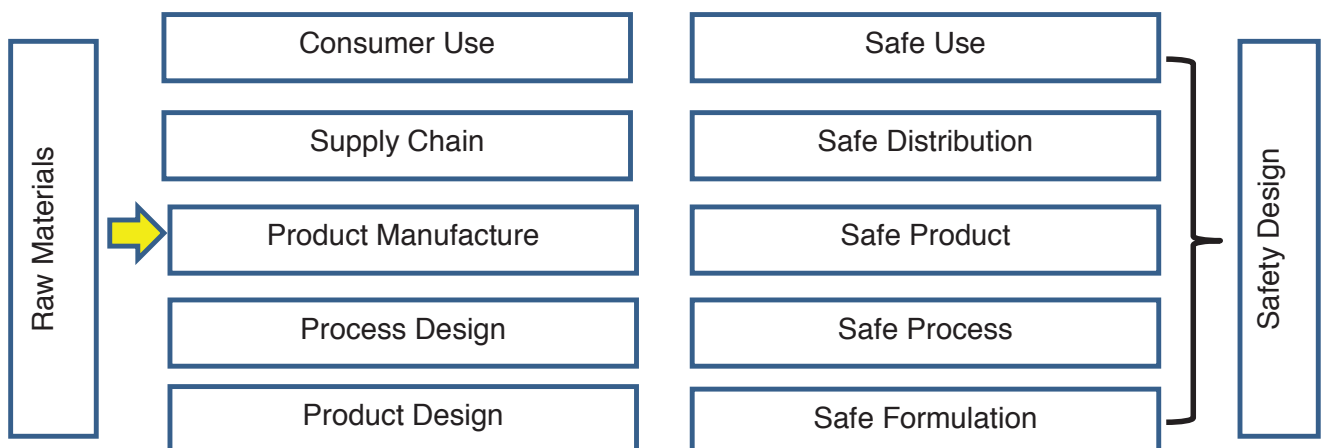 Raw Materials
Consumer Use
Supply Chain
Product Manufacture
Process Design
Product Design
Safe Use
Safe Distribution
Safe Product
Safe Process
Safe Formulation
Safety Design